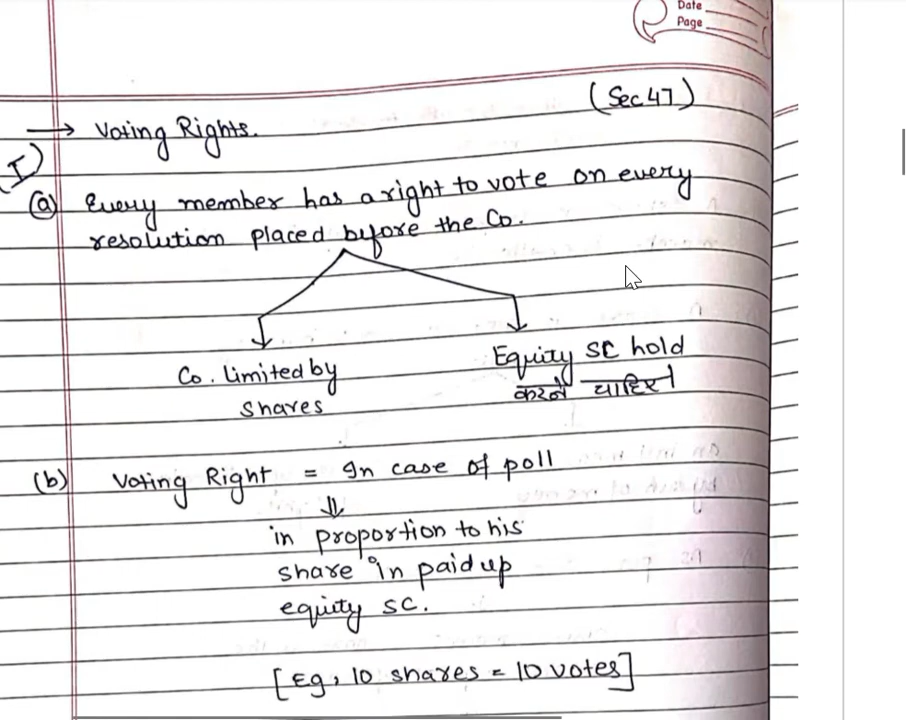 Date
Page
(Sec.47)
→ Voting Rights.
(I)
(a) Every member has a right to vote on every
resolution placed before the Co.
Co. limited by
shares
Equity SC hold
करने चाहिए
(b) Voting Right = In case of poll
⇓
in proportion to his
share in paid up
equity SC.
[Eg, 10 shares = 10 votes]